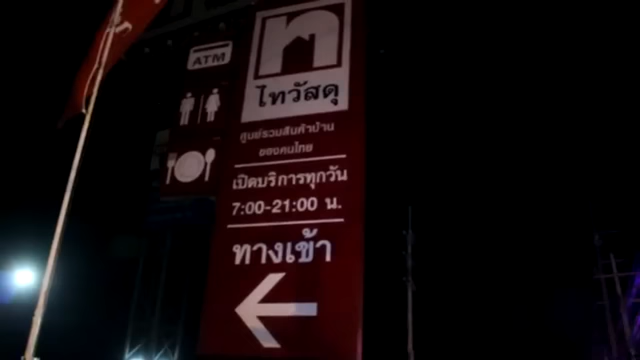 ATM
ไทวัสดุ
ศูนย์รวมสินค้าบ้าน
ของคนไทย
เปิดบริการทุกวัน
7:00-21:00 น.
ทางเข้า